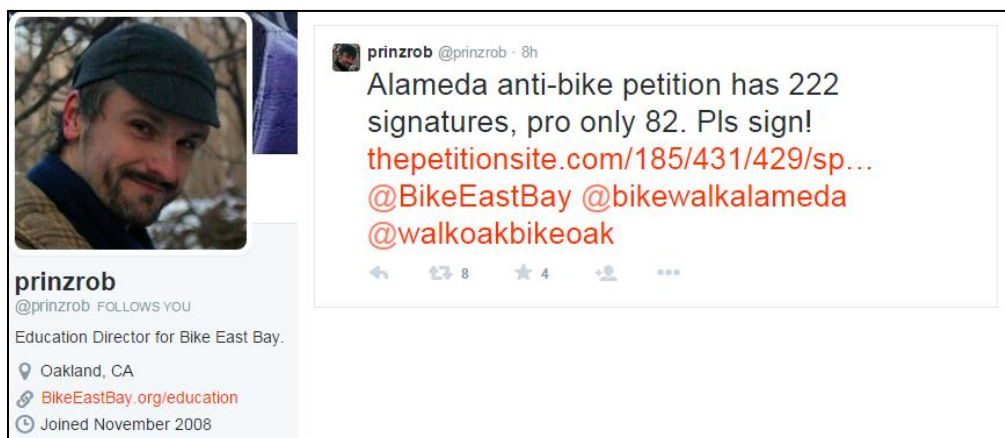 prinzrob
@prinzrob FOLLOWS YOU
Education Director for Bike East Bay.
Oakland, CA
BikeEastBay.org/education
Joined November 2008
prinzrob @prinzrob · 8h
Alameda anti-bike petition has 222
signatures, pro only 82. Pls sign!
thepetitionsite.com/185/431/429/sp...
@BikeEastBay @bikewalkalameda
@walkoakbikeoak
8 4